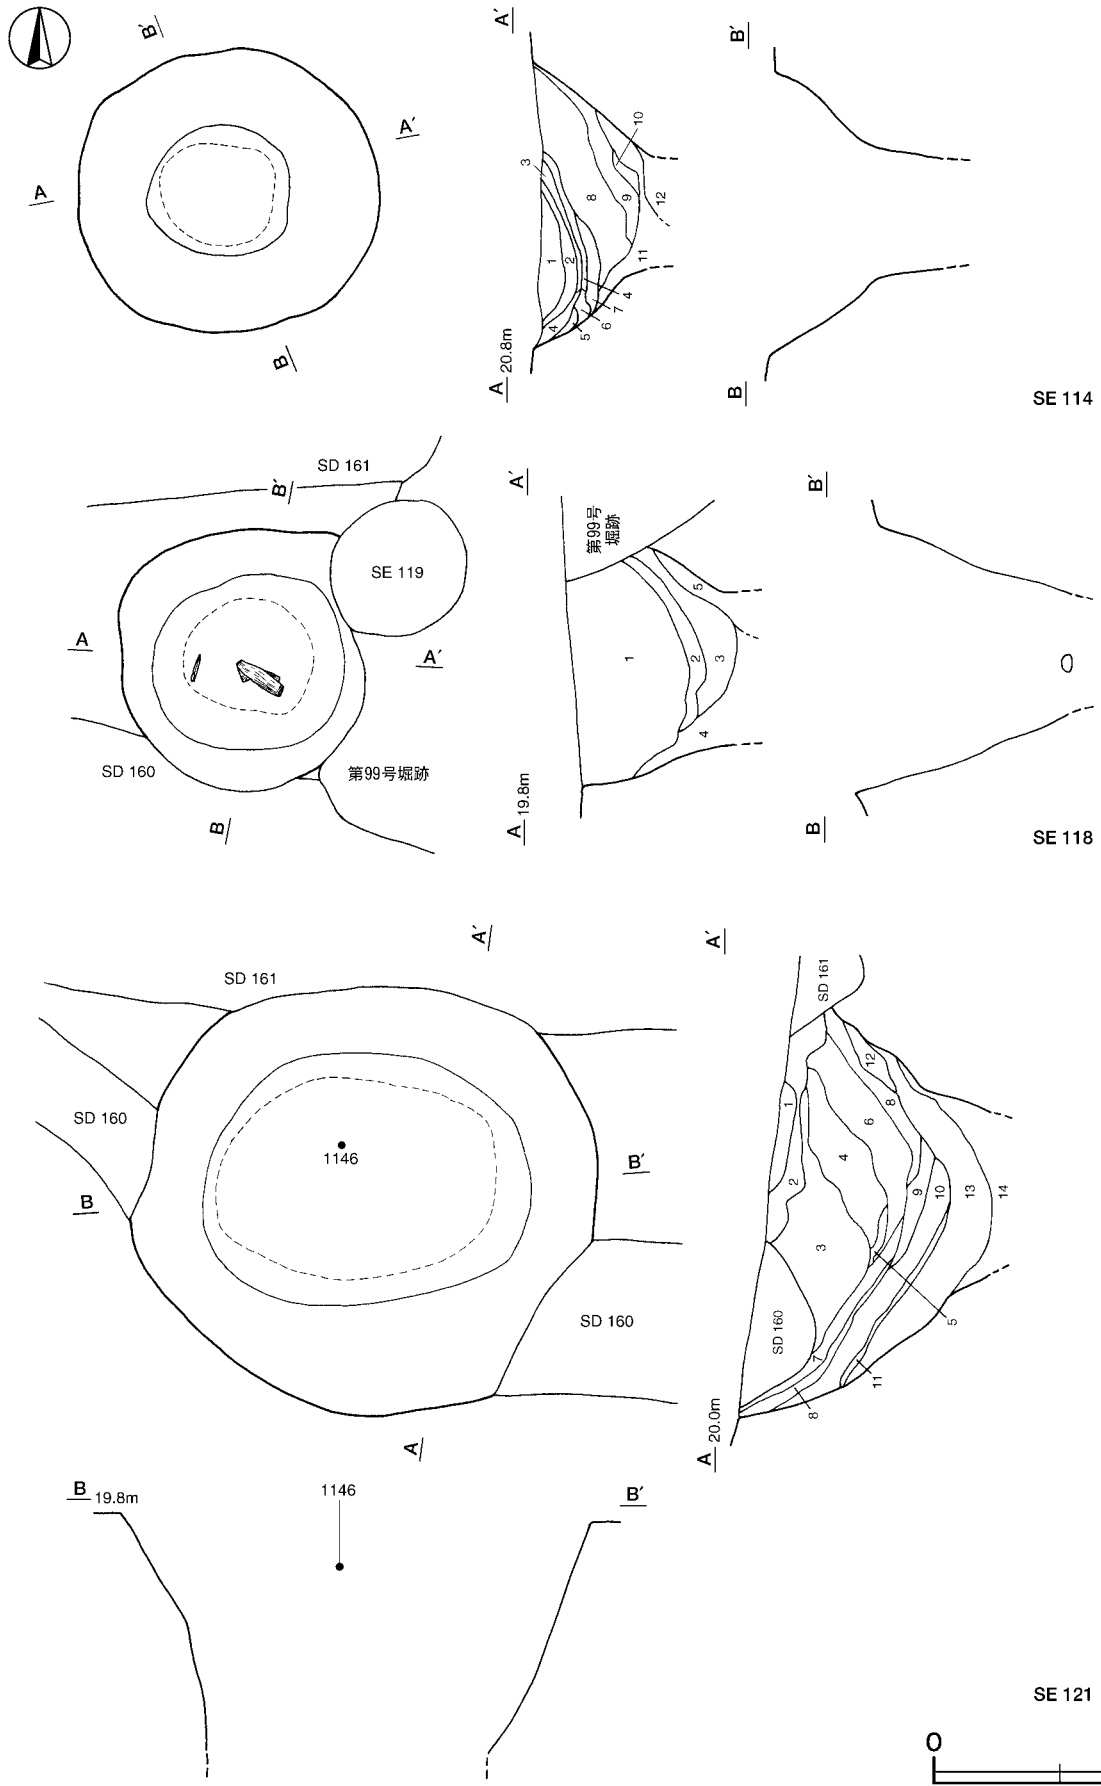 B′
A′
A
B
A′
10
3
8
9
12
1
2
11
4
7
4
6
5
A 20.8m
B′
B
SE 114
SD 161
B′
SE 119
A
A′
SD 160
第99号堀跡
B
A′
第99号
堀跡
5
1
2
3
4
A 19.8m
B′
B
SE 118
A′
SD 161
SD 160
1146
B
B′
SD 160
A
A′
SD 161
12
1
8
6
4
2
9
10
13
14
3
SD 160
5
7
11
8
A 20.0m
B 19.8m
1146
B′
SE 121
0